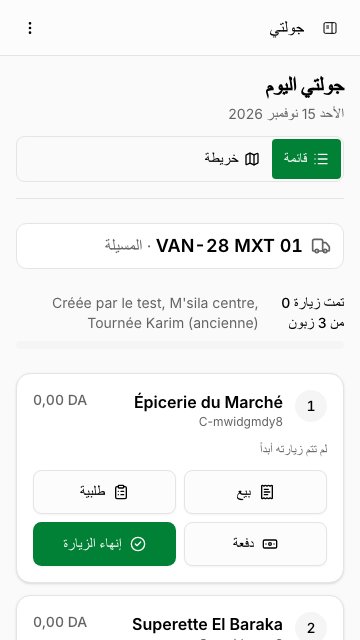 جولتي
جولتي اليوم
الأحد 15 نوفمبر 2026
قائمة
خريطة
VAN-28 MXT 01 · المسيلة
تمت زيارة 0
من 3 زبون
Créée par le test, M'sila centre,
Tournée Karim (ancienne)
1
Épicerie du Marché
0,00 DA
C-mwidgmdy8
لم تتم زيارته أبداً
بيع
طلبية
دفعة
إنهاء الزيارة
2
Superette El Baraka
0,00 DA